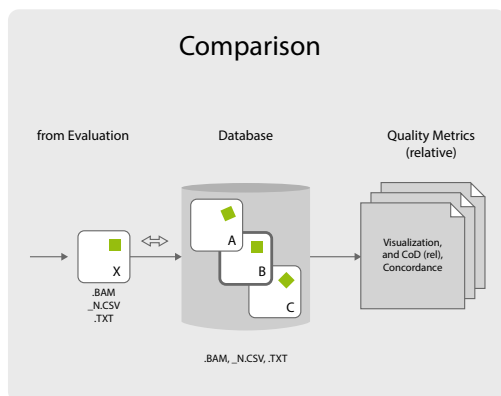 Comparison
from Evaluation
Database
Quality Metrics
(relative)
X
.BAM
_N.CSV
.TXT
A
B
C
.BAM, _N.CSV, .TXT
Visualization,
and CoD (rel),
Concordance